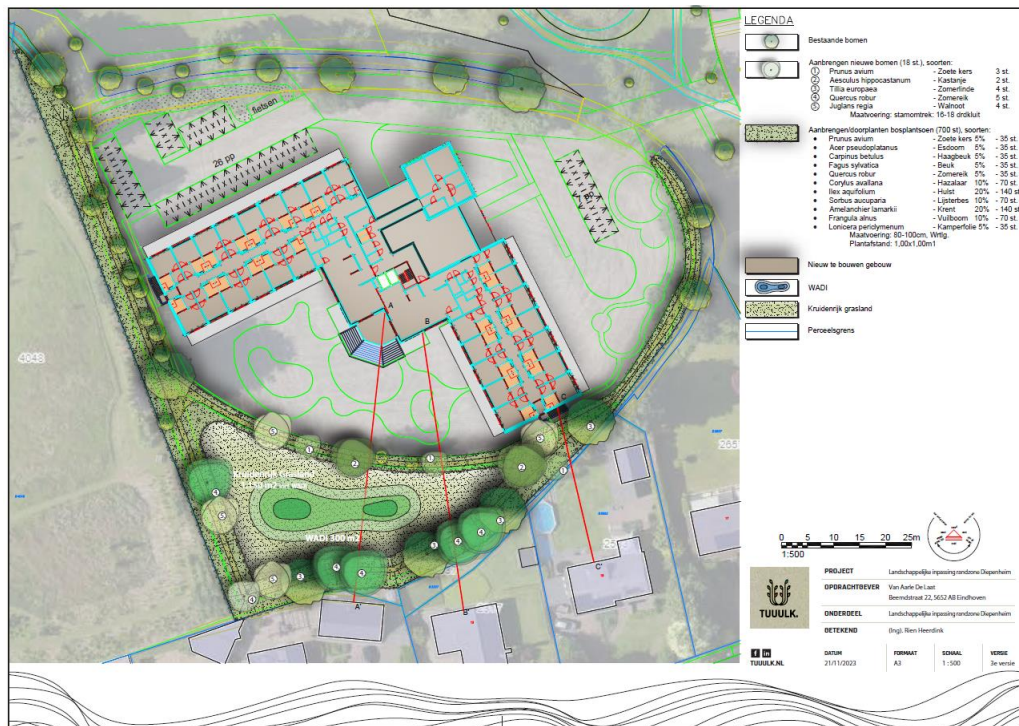 LEGENDA
Bestaande bomen
Aanbrengen nieuwe bomen (18 st.), soorten:
1 Prunus avium - Zoete kers 3 st.
2 Aesculus hippocastanum - Kastanje 2 st.
3 Tillia europaea - Zomerlinde 4 st.
4 Quercus robur - Zomereik 5 st.
5 Juglans regia - Walnoot 4 st.
Maatvoering: stamomtrek: 16-18 drdkluit
Aanbrengen/doorplanten bosplantsoen (700 st), soorten:
• Prunus avium - Zoete kers 5% - 35 st.
• Acer pseudoplatanus - Esdoorn 5% - 35 st.
• Carpinus betulus - Haagbeuk 5% - 35 st.
• Fagus sylvatica - Beuk 5% - 35 st.
• Quercus robur - Zomereik 5% - 35 st.
• Corylus avallana - Hazalaar 10% - 70 st.
• Ilex aquifolium - Hulst 20% - 140 st
• Sorbus aucuparia - Lijsterbes 10% - 70 st.
• Amelanchier lamarkii - Krent 20% - 140 st
• Frangula alnus - Vuilboom 10% - 70 st.
• Lonicera periclymenum - Kamperfolie 5% - 35 st.
Maatvoering: 80-100cm, Wrtlg.
Plantafstand: 1,00x1,00m1
Nieuw te bouwen gebouw
WADI
Kruidenrijk grasland
Perceelsgrens
fietsen
26 pp
A
B
C
4043
Kruidenrijk Grasland
WADI 300 m2
A'
B'
C'
0 5 10 15 20 25m
1:500
TUUULK.
PROJECT Landschappelijke inpassing randzone Diepenheim
OPDRACHTGEVER Van Aarle De Laat
Beemdstraat 22, 5652 AB Eindhoven
ONDERDEEL Landschappelijke inpassing randzone Diepenheim
GETEKEND (Ing). Rien Heerdink
TUUULK.NL
DATUM FORMAAT SCHAAL VERSIE
21/11/2023 A3 1 : 500 3e versie